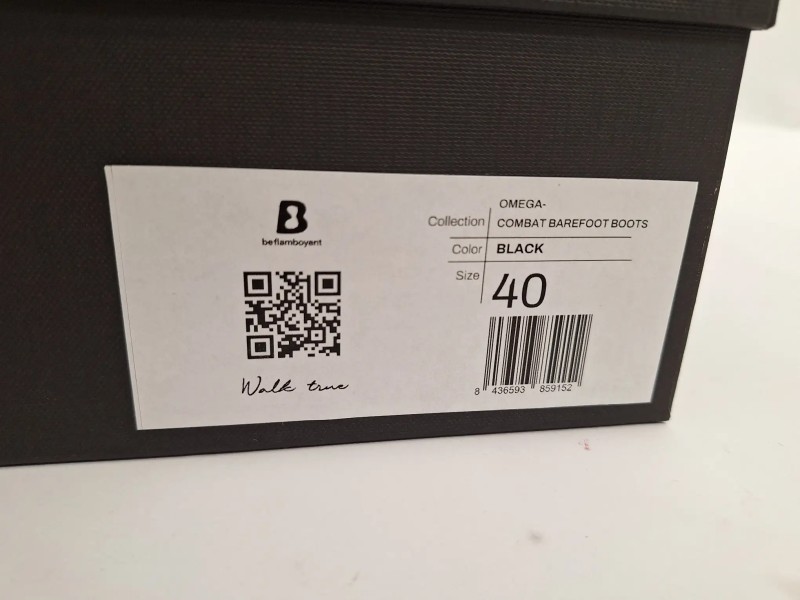 B
beflamboyant
Walk true
OMEGA-
Collection COMBAT BAREFOOT BOOTS
Color BLACK
Size 40
8 436593 859152